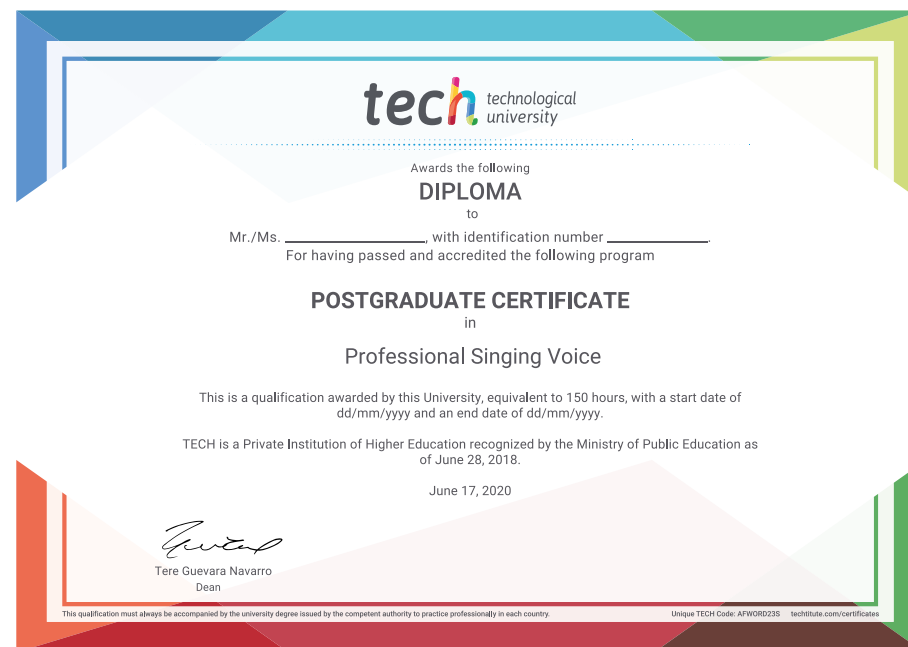 tech technological
university
Awards the following
DIPLOMA
to
Mr./Ms. ____________________, with identification number ______________.
For having passed and accredited the following program
POSTGRADUATE CERTIFICATE
in
Professional Singing Voice
This is a qualification awarded by this University, equivalent to 150 hours, with a start date of
dd/mm/yyyy and an end date of dd/mm/yyyy.
TECH is a Private Institution of Higher Education recognized by the Ministry of Public Education as
of June 28, 2018.
June 17, 2020
Tere Guevara Navarro
Dean
This qualification must always be accompanied by the university degree issued by the competent authority to practice professionally in each country.
Unique TECH Code: AFWORD23S techtitute.com/certificates